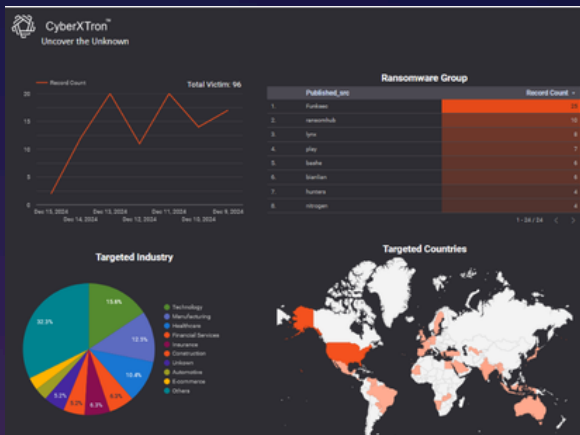 CyberXTron™
Uncover the Unknown
Record Count
Total Victim: 96
20
15
10
5
0
Dec 15, 2024
Dec 14, 2024
Dec 13, 2024
Dec 12, 2024
Dec 11, 2024
Dec 10, 2024
Dec 9, 2024
Ransomware Group
Published_src Record Count
1. Funksec
2. ransomhub 10
3. lynx 8
4. play 7
5. bashe 6
6. bianlian 6
7. hunters 4
8. nitrogen 4
1 - 24 / 24 < >
Targeted Industry
32.3%
13.5%
10.4%
6.3%
5.2%
Technology
Manufacturing
Healthcare
Financial Services
Insurance
Construction
Unkown
Automotive
E-commerce
Others
Targeted Countries